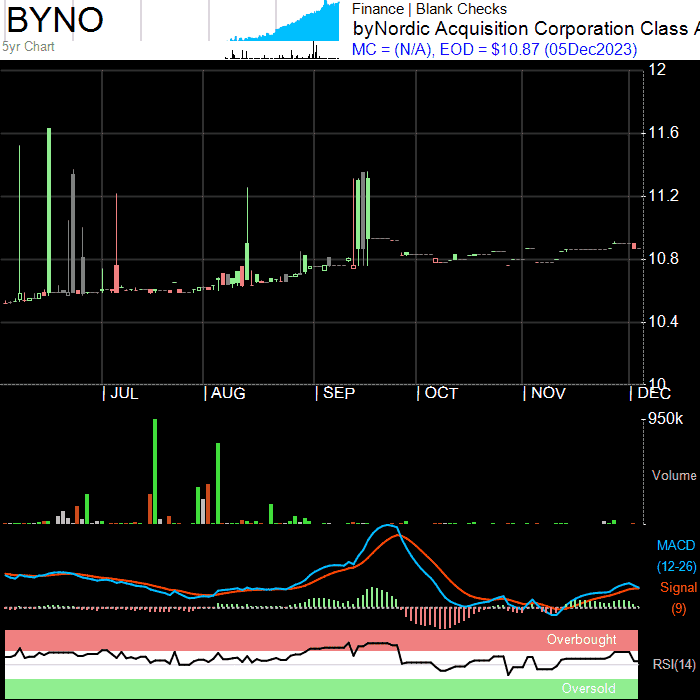 BYNO
5yr Chart
Finance | Blank Checks
byNordic Acquisition Corporation Class A
MC = (N/A), EOD = $10.87 (05Dec2023)
12
11.6
11.2
10.8
10.4
10
| JUL
| AUG
| SEP
| OCT
| NOV
| DEC
950k
Volume
MACD
(12-26)
Signal
(9)
Overbought
RSI(14)
Oversold